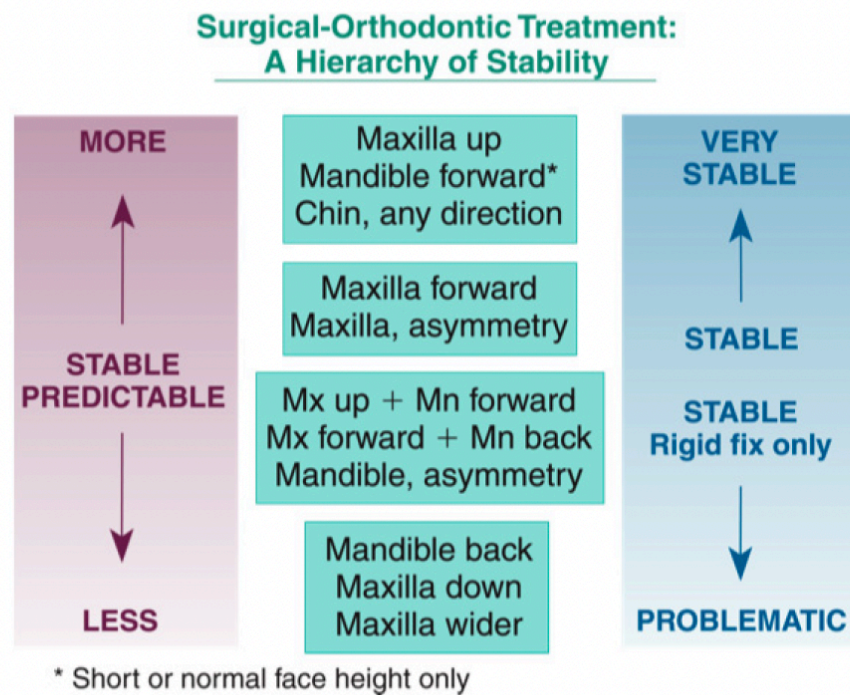 Surgical-Orthodontic Treatment:
A Hierarchy of Stability
MORE
STABLE
PREDICTABLE
LESS
Maxilla up
Mandible forward*
Chin, any direction
Maxilla forward
Maxilla, asymmetry
Mx up + Mn forward
Mx forward + Mn back
Mandible, asymmetry
Mandible back
Maxilla down
Maxilla wider
VERY
STABLE
STABLE
STABLE
Rigid fix only
PROBLEMATIC
* Short or normal face height only